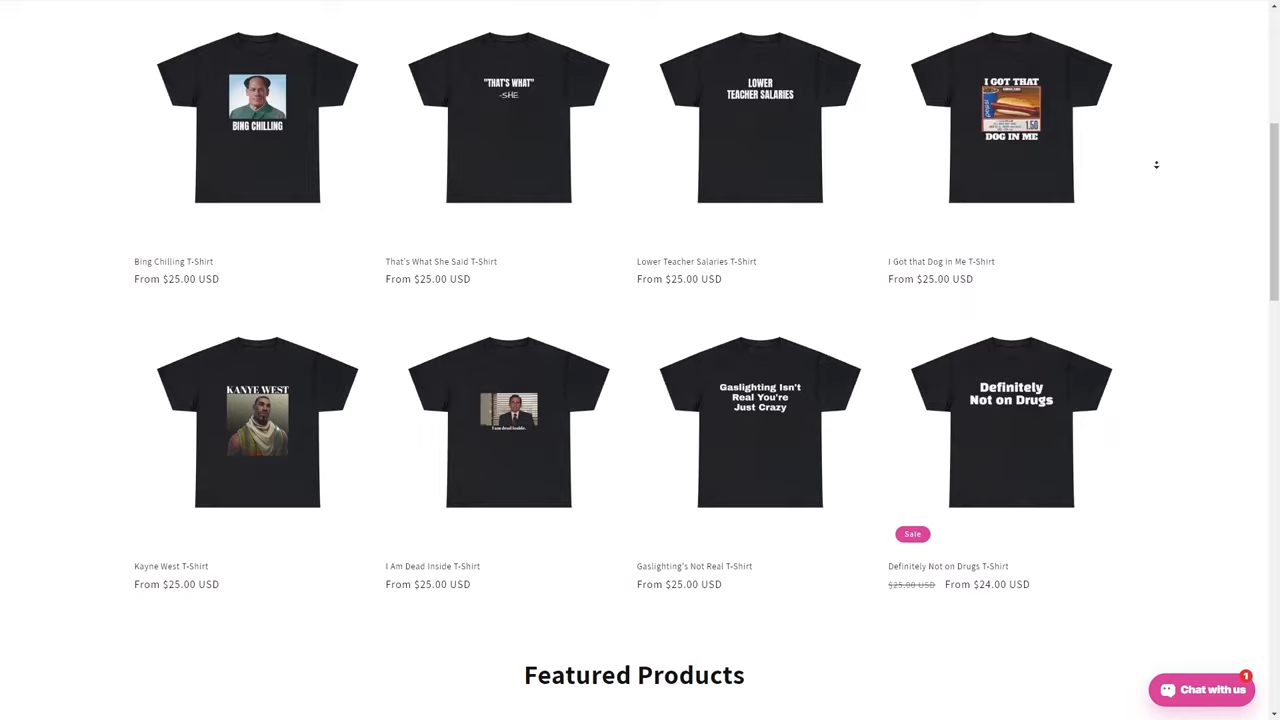 BING CHILLING
"THAT'S WHAT"
-SHE
LOWER
TEACHER SALARIES
I GOT THAT
1.50
DOG IN ME
Bing Chilling T-Shirt
From $25.00 USD
That's What She Said T-Shirt
From $25.00 USD
Lower Teacher Salaries T-Shirt
From $25.00 USD
I Got that Dog in Me T-Shirt
From $25.00 USD
KANYE WEST
I am dead inside.
Gaslighting Isn't
Real You're
Just Crazy
Definitely
Not on Drugs
Sale
Kayne West T-Shirt
From $25.00 USD
I Am Dead Inside T-Shirt
From $25.00 USD
Gaslighting's Not Real T-Shirt
From $25.00 USD
Definitely Not on Drugs T-Shirt
$25.00 USD From $24.00 USD
Featured Products
1
Chat with us